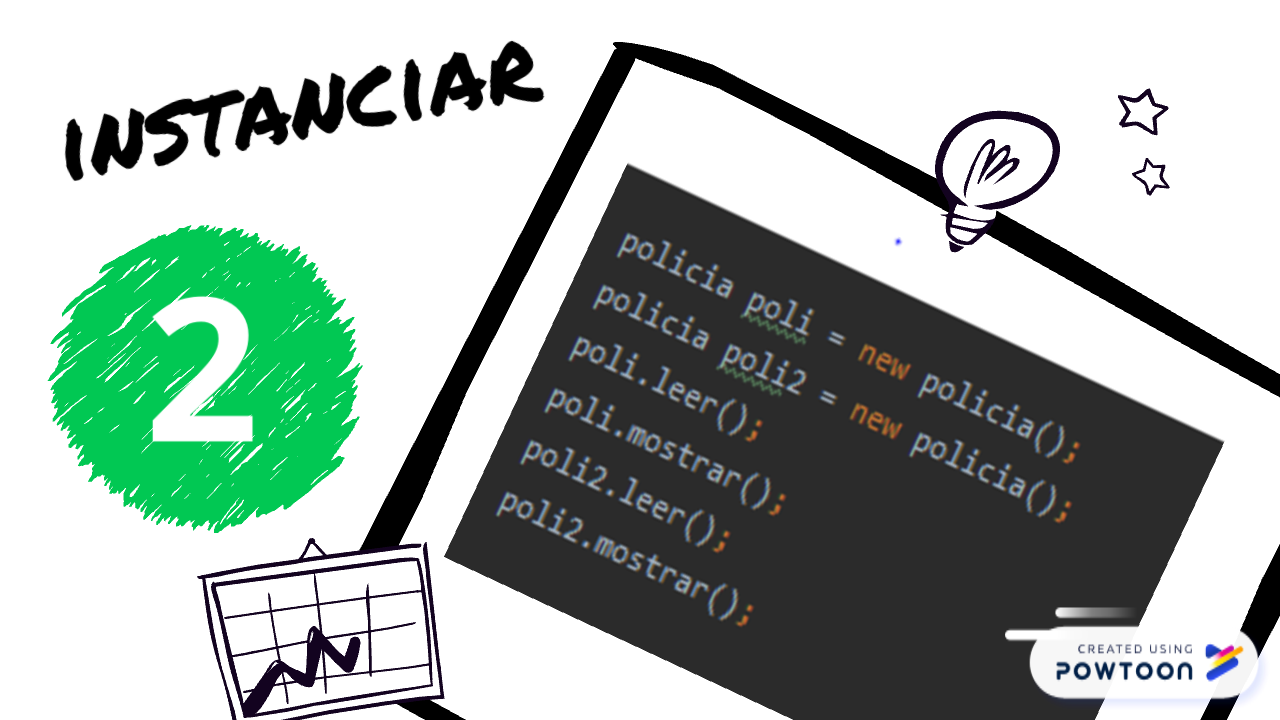 INSTANCIAR
2
policia poli = new policia();
policia poli2 = new policia();
poli.leer();
poli.mostrar();
poli2.leer();
poli2.mostrar();
CREATED USING
POWTOON